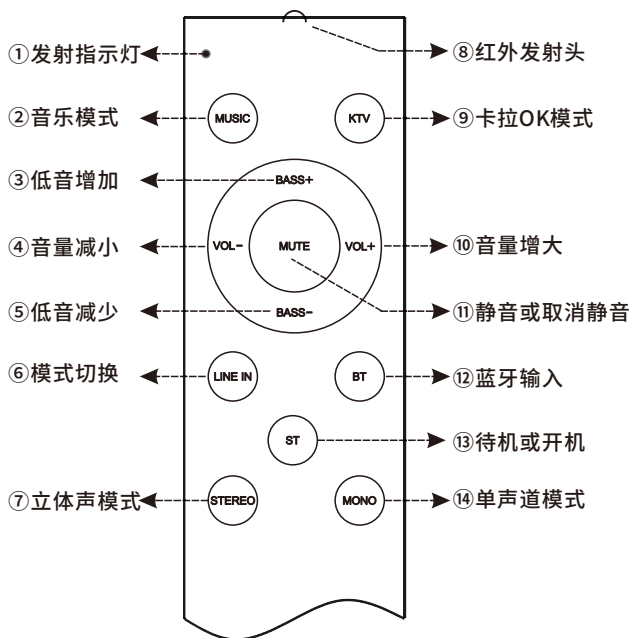 ①发射指示灯
⑧红外发射头
②音乐模式
MUSIC
KTV
⑨卡拉OK模式
③低音增加
BASS+
④音量减小
VOL-
MUTE
VOL+
⑩音量增大
⑤低音减少
BASS-
⑪静音或取消静音
⑥模式切换
LINE IN
BT
⑫蓝牙输入
ST
⑬待机或开机
⑦立体声模式
STEREO
MONO
⑭单声道模式